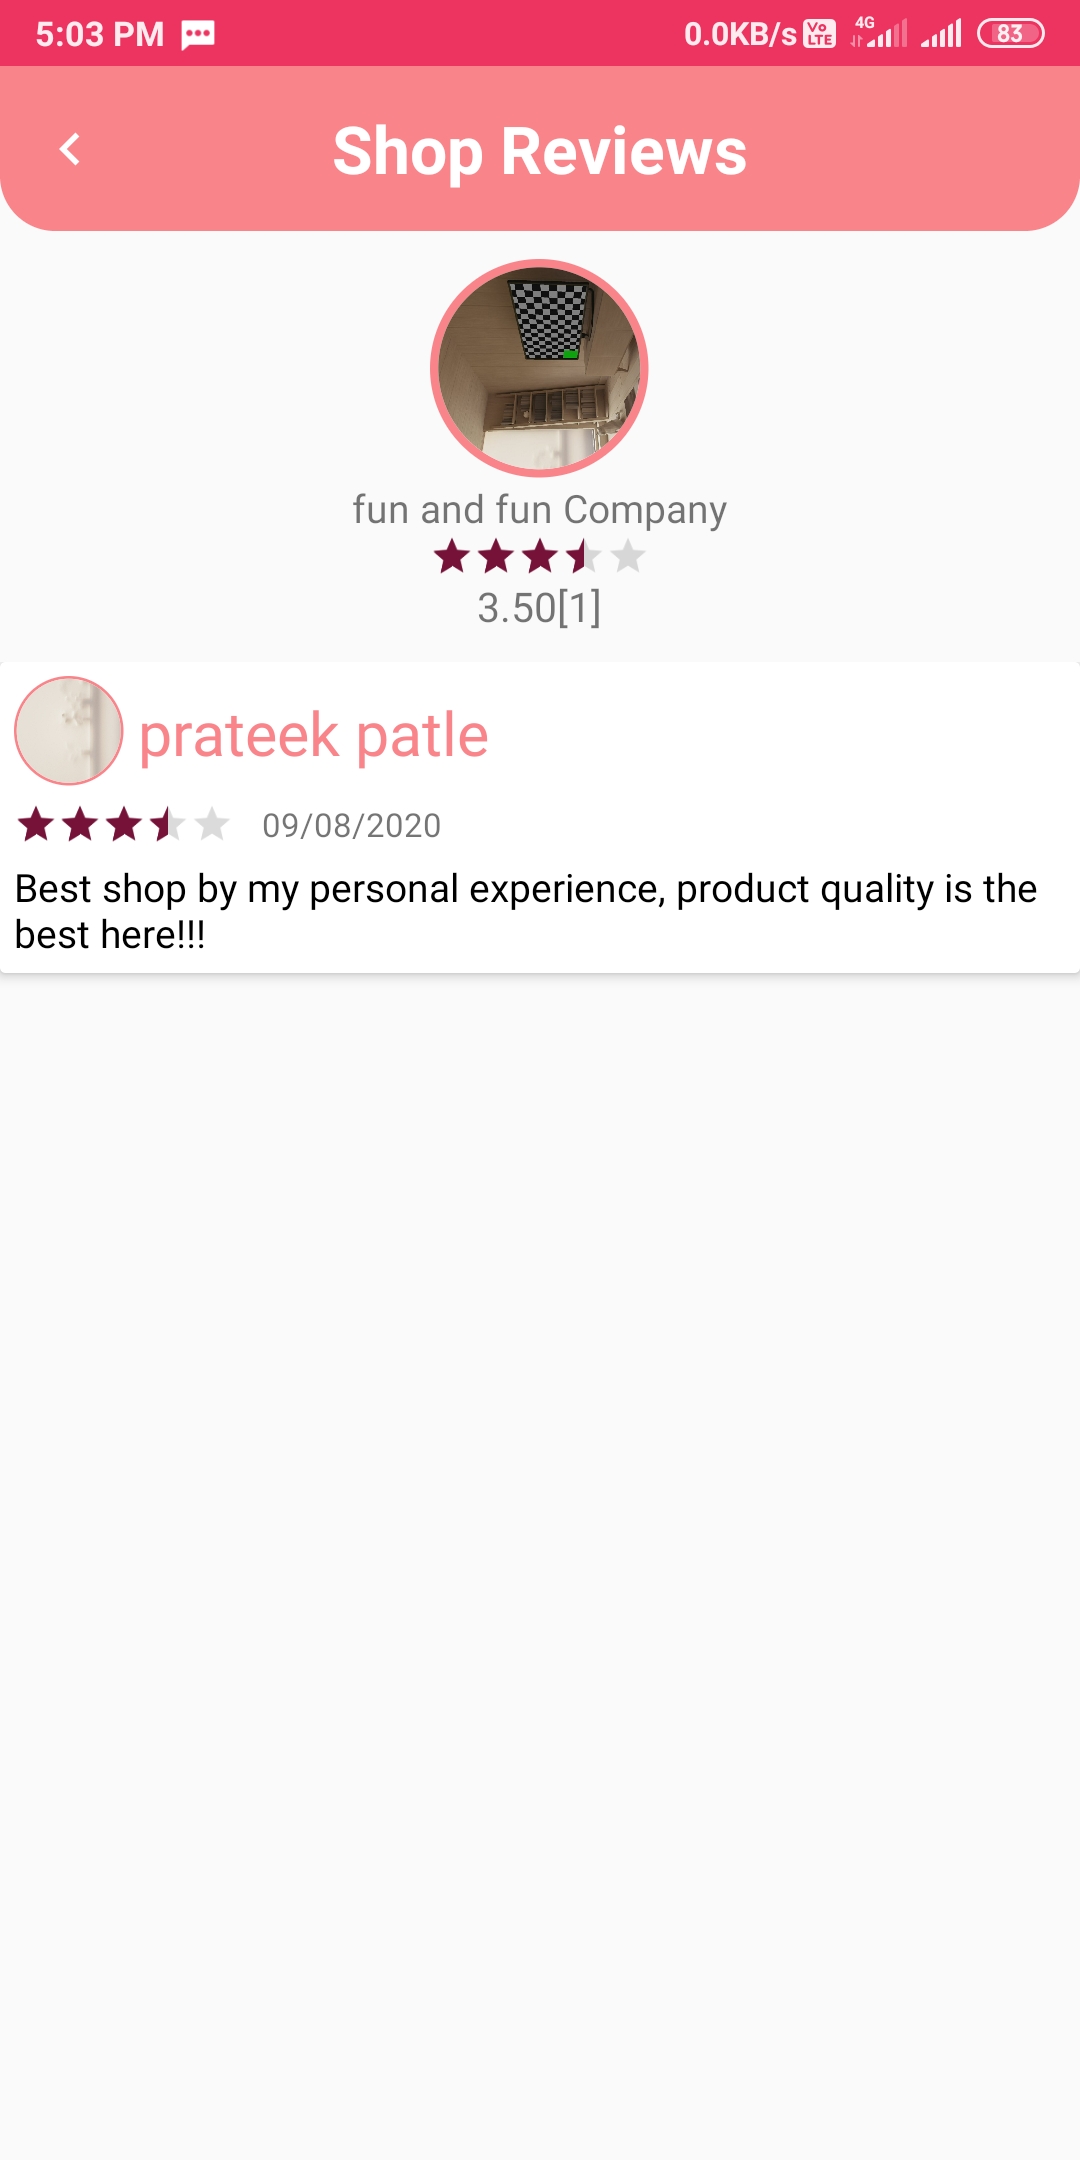 5:03 PM
0.0KB/s Vo LTE 4G 83
Shop Reviews
fun and fun Company
3.50[1]
prateek patle
09/08/2020
Best shop by my personal experience, product quality is the
best here!!!